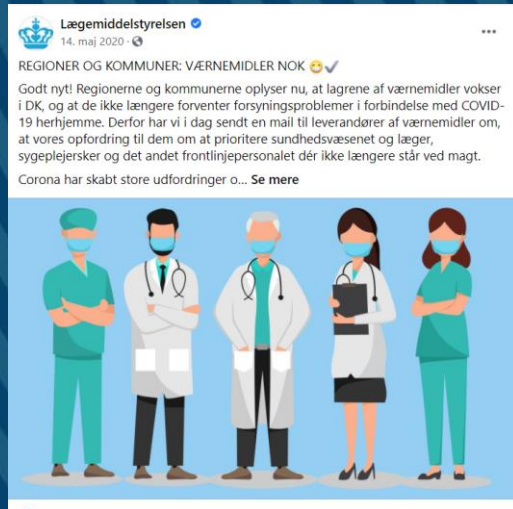 Lægemiddelstyrelsen
14. maj 2020 ·
REGIONER OG KOMMUNER: VÆRNEMIDLER NOK 😷✔
Godt nyt! Regionerne og kommunerne oplyser nu, at lagrene af værnemidler vokser
i DK, og at de ikke længere forventer forsyningsproblemer i forbindelse med COVID-
19 herhjemme. Derfor har vi i dag sendt en mail til leverandører af værnemidler om,
at vores opfordring til dem om at prioritere sundhedsvæsenet og læger,
sygeplejersker og det andet frontlinjepersonalet dér ikke længere står ved magt.
Corona har skabt store udfordringer o... Se mere